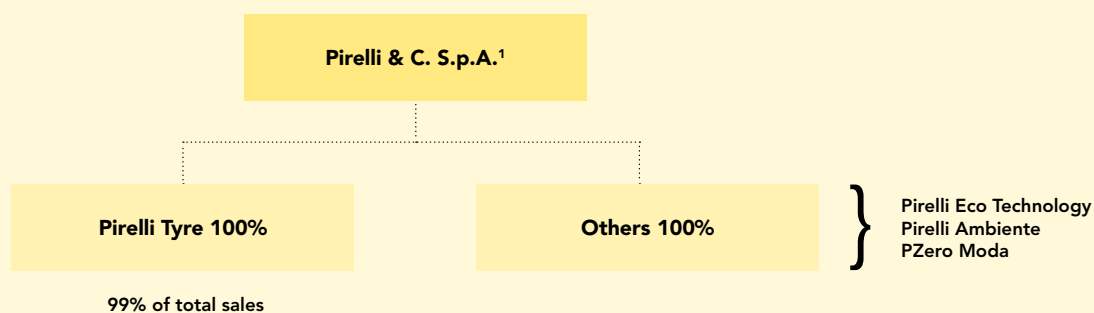 Pirelli & C. S.p.A.¹
Pirelli Tyre 100%
Others 100%
}
Pirelli Eco Technology
Pirelli Ambiente
PZero Moda
99% of total sales